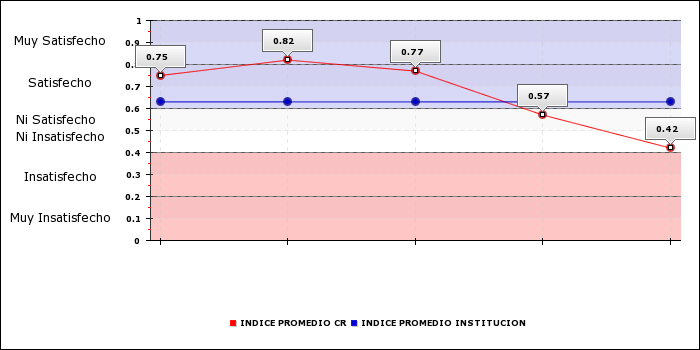 Muy Satisfecho
Satisfecho
Ni Satisfecho
Ni Insatisfecho
Insatisfecho
Muy Insatisfecho
1
0.9
0.7
0.6
0.5
0.4
0.3
0.2
0.1
0
0.75
0.82
0.77
0.57
0.42
INDICE PROMEDIO CR
INDICE PROMEDIO INSTITUCION